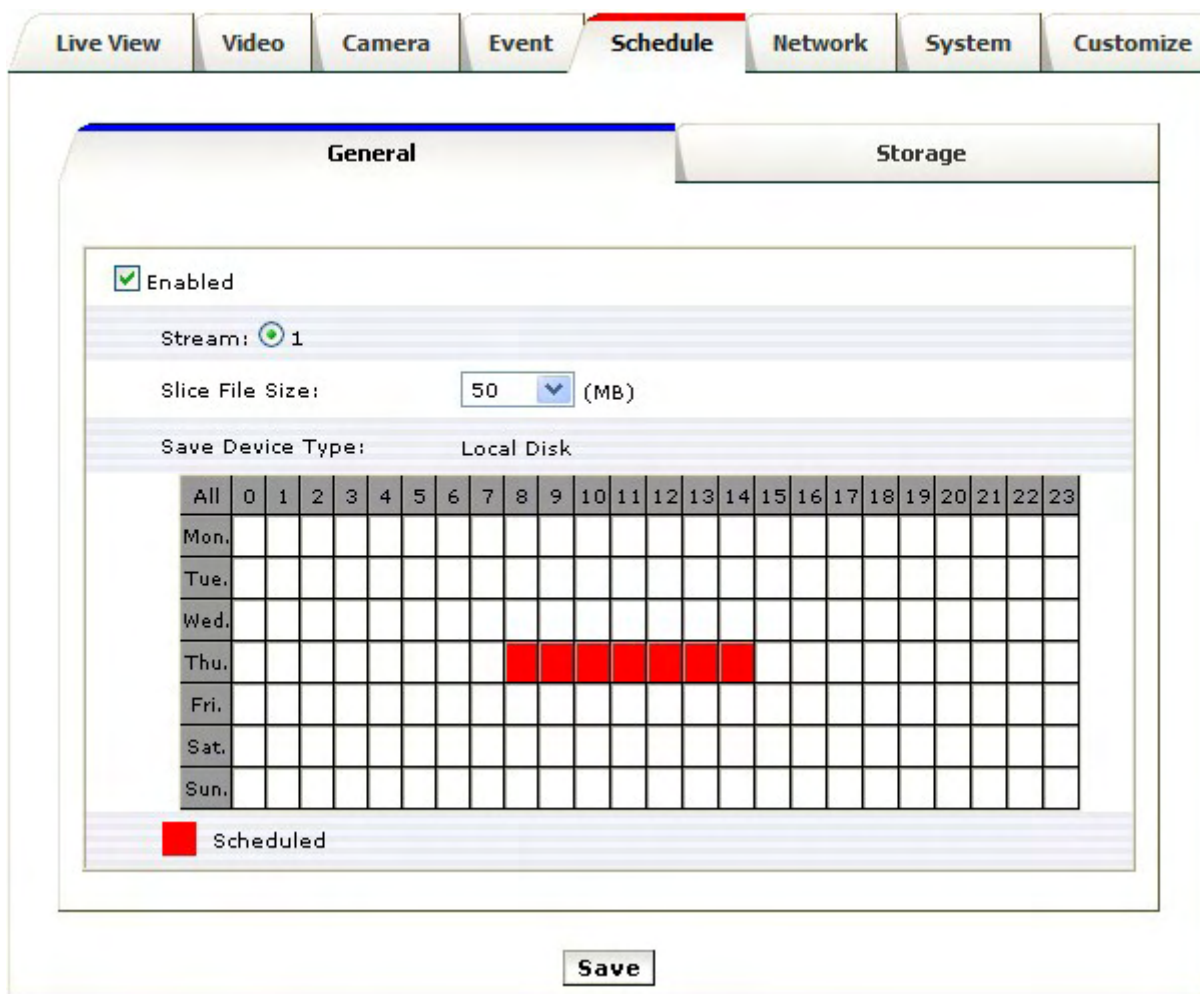 Live View Video Camera Event Schedule Network System Customize
General Storage
Enabled
Stream: 1
Slice File Size: 50 (MB)
Save Device Type: Local Disk
All 0 1 2 3 4 5 6 7 8 9 10 11 12 13 14 15 16 17 18 19 20 21 22 23
Mon.
Tue.
Wed.
Thu.
Fri.
Sat.
Sun.
Scheduled
Save